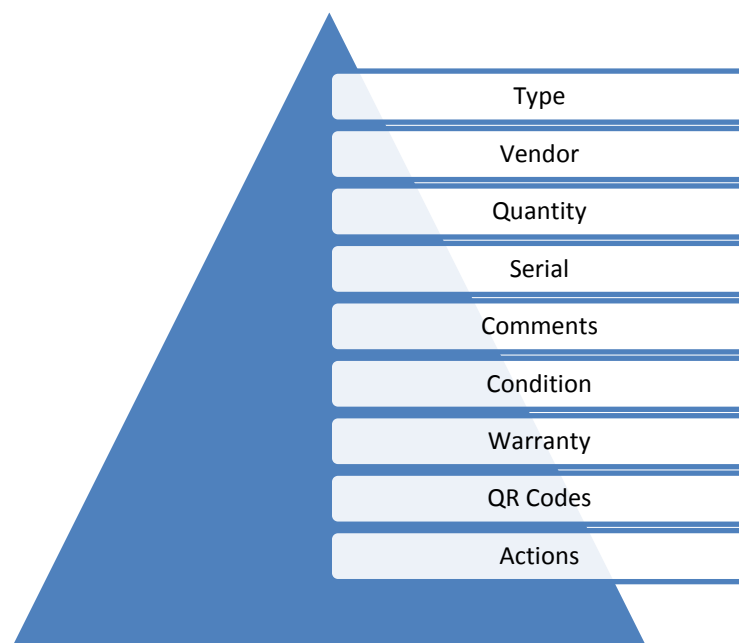 Type
Vendor
Quantity
Serial
Comments
Condition
Warranty
QR Codes
Actions